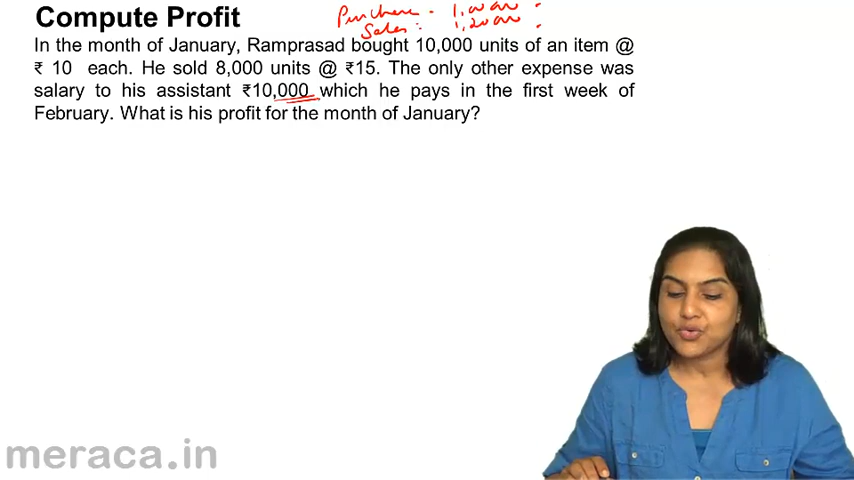 Compute Profit
Purchase - 1,00,000 :
Sales : 1,20,000 :
In the month of January, Ramprasad bought 10,000 units of an item @
₹ 10 each. He sold 8,000 units @ ₹15. The only other expense was
salary to his assistant ₹10,000 which he pays in the first week of
February. What is his profit for the month of January?
meraca.in